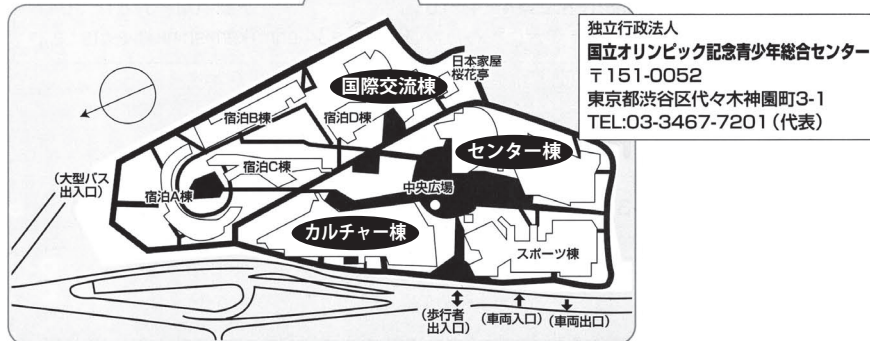 独立行政法人
国立オリンピック記念青少年総合センター
〒151-0052
東京都渋谷区代々木神園町3-1
TEL:03-3467-7201(代表)
日本家屋
桜花亭
国際交流棟
宿泊B棟
宿泊D棟
センター棟
宿泊C棟
(大型バス
出入口)
宿泊A棟
中央広場
カルチャー棟
スポーツ棟
(歩行者
出入口)
(車両入口)
(車両出口)